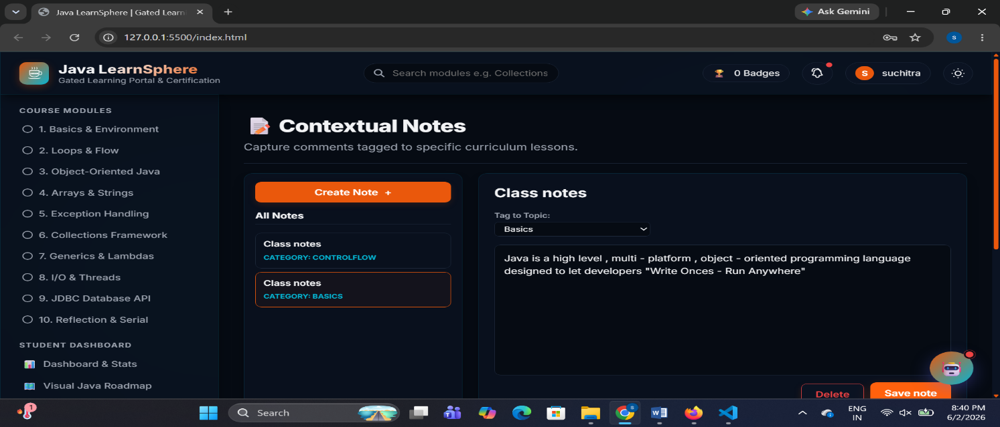 Java LearnSphere | Gated Learn
Ask Gemini
127.0.0.1:5500/index.html
S
Java LearnSphere
Gated Learning Portal & Certification
Search modules e.g. Collections
0 Badges
S
suchitra
COURSE MODULES
1. Basics & Environment
2. Loops & Flow
3. Object-Oriented Java
4. Arrays & Strings
5. Exception Handling
6. Collections Framework
7. Generics & Lambdas
8. I/O & Threads
9. JDBC Database API
10. Reflection & Serial
STUDENT DASHBOARD
Dashboard & Stats
Visual Java Roadmap
Contextual Notes
Capture comments tagged to specific curriculum lessons.
Create Note +
All Notes
Class notes
CATEGORY: CONTROLFLOW
Class notes
CATEGORY: BASICS
Class notes
Tag to Topic:
Basics
Java is a high level , multi - platform , object - oriented programming language
designed to let developers "Write Onces - Run Anywhere"
Delete
Save note
1
Search
ENG
IN
8:40 PM
6/2/2026